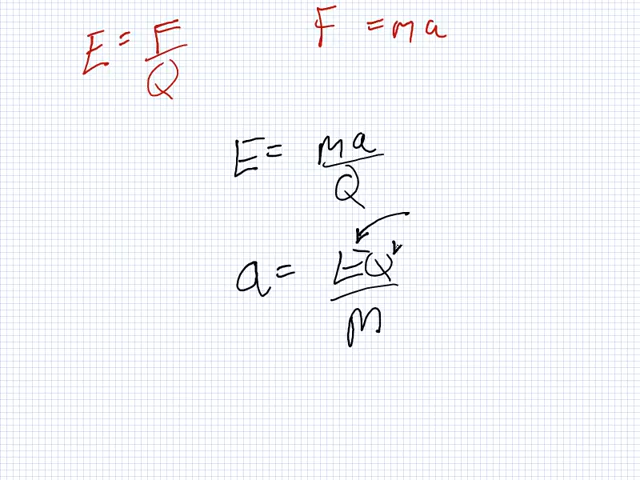 E = F/Q
F = ma
E = ma/Q
a = EQ/M